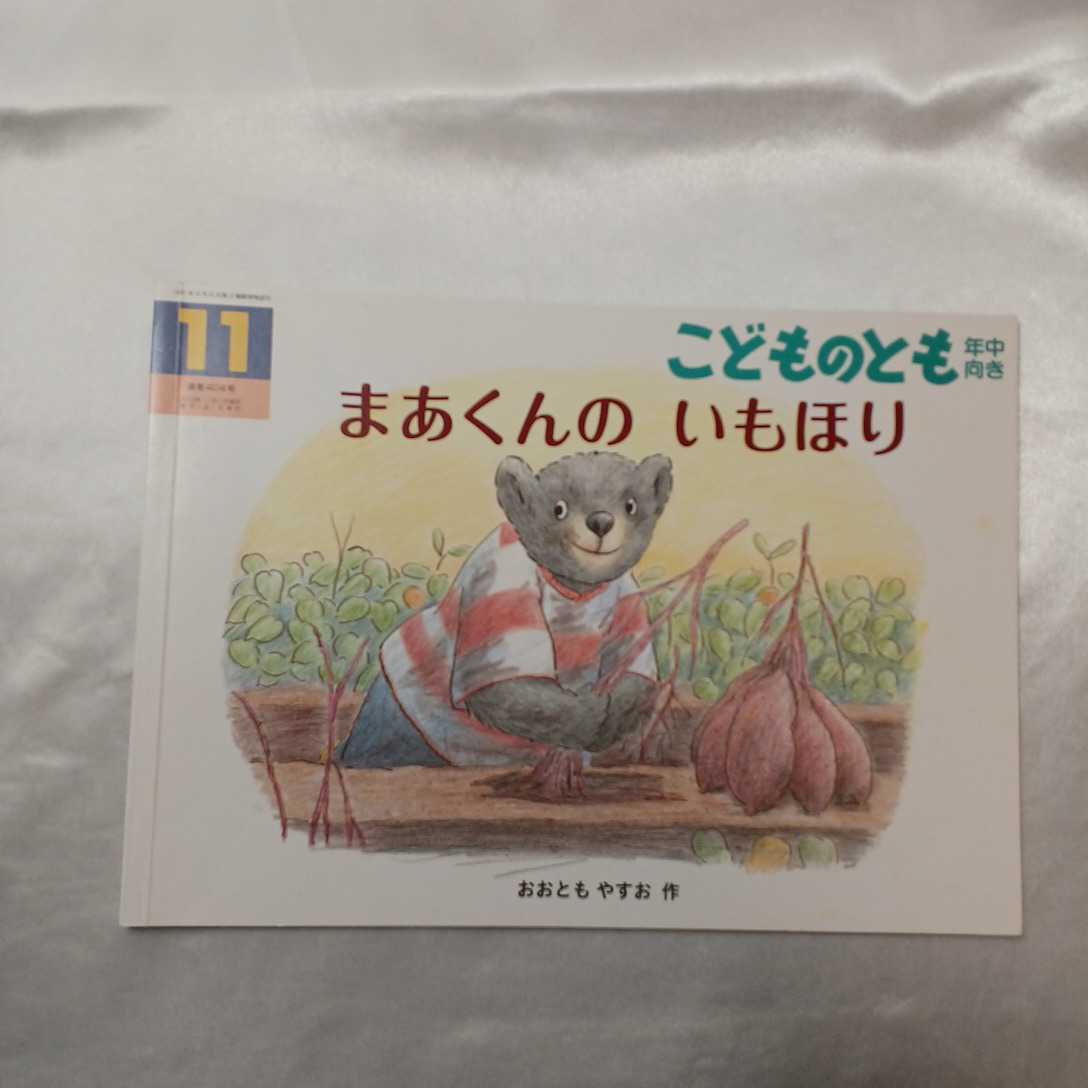 11
こどものとも
年中
向き
まあくんの いもほり
おおとも やすお 作